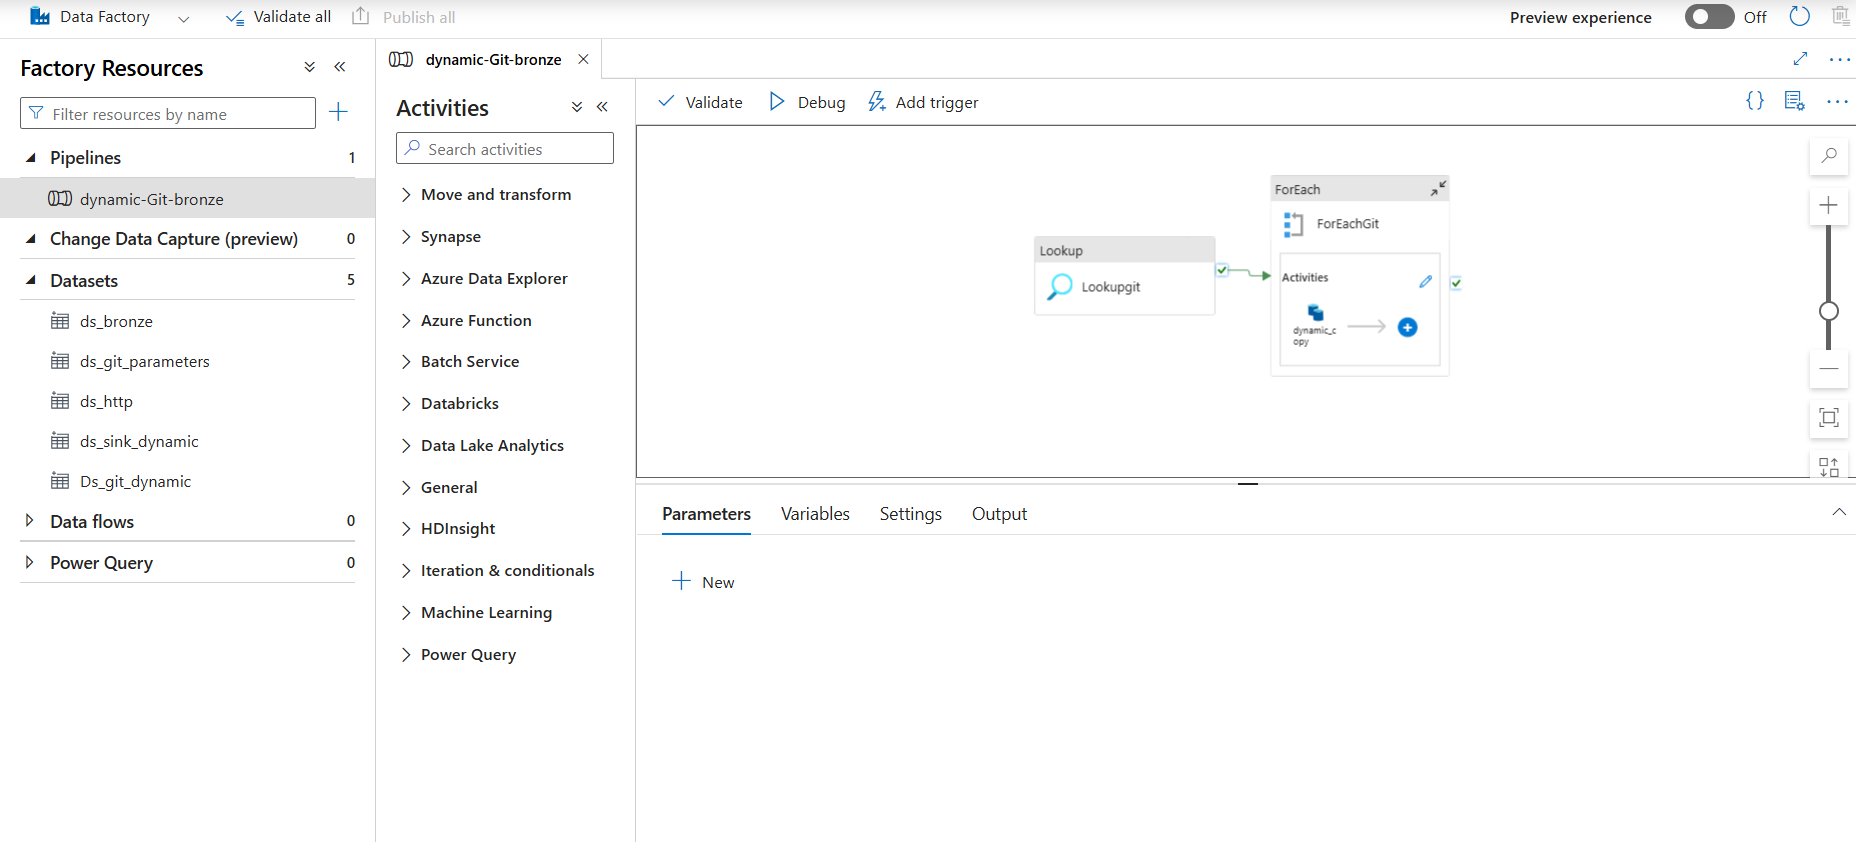 Data Factory
Validate all
Publish all
Preview experience
Off
Factory Resources
Filter resources by name
Pipelines 1
dynamic-Git-bronze
Change Data Capture (preview) 0
Datasets 5
ds_bronze
ds_git_parameters
ds_http
ds_sink_dynamic
Ds_git_dynamic
Data flows 0
Power Query 0
dynamic-Git-bronze
Activities
Search activities
Move and transform
Synapse
Azure Data Explorer
Azure Function
Batch Service
Databricks
Data Lake Analytics
General
HDInsight
Iteration & conditionals
Machine Learning
Power Query
Validate
Debug
Add trigger
Lookup
Lookupgit
ForEach
ForEachGit
Activities
dynamic_c
opy
Parameters
Variables
Settings
Output
New